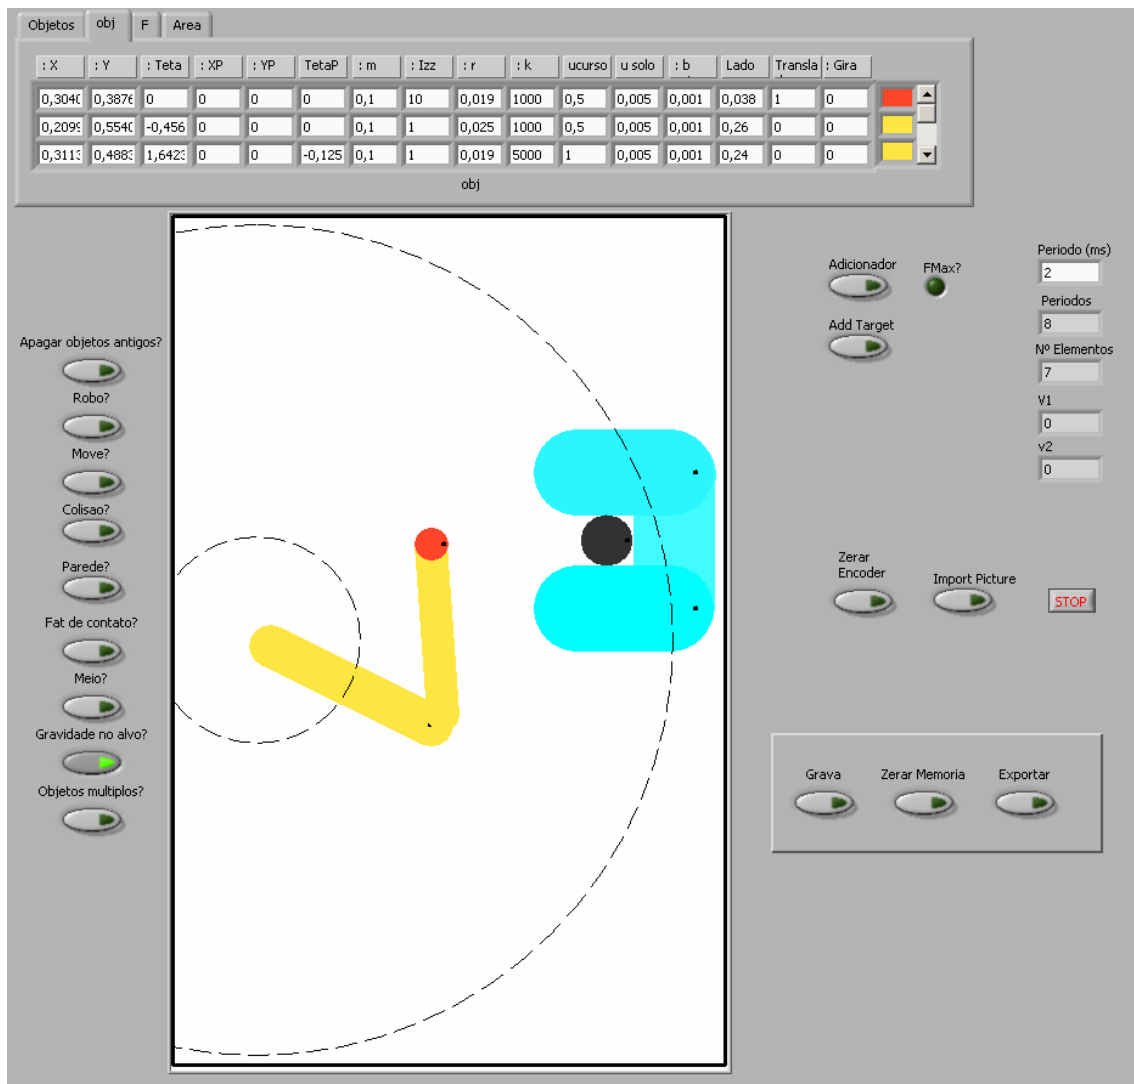 Objetos obj F Area
: X : Y : Teta : XP : YP TetaP : m : Izz : r : k ucurso u solo : b Lado Transla : Gira
0,3040 0,3876 0 0 0 0 0,1 10 0,019 1000 0,5 0,005 0,001 0,038 1 0
0,2099 0,5540 -0,456 0 0 0 0,1 1 0,025 1000 0,5 0,005 0,001 0,26 0 0
0,3113 0,4883 1,6423 0 0 -0,125 0,1 1 0,019 5000 1 0,005 0,001 0,24 0 0
obj
Apagar objetos antigos?
Robo?
Move?
Colisao?
Parede?
Fat de contato?
Meio?
Gravidade no alvo?
Objetos multiplos?
Adicionador
FMax?
Add Target
Periodo (ms)
2
Periodos
8
Nº Elementos
7
V1
0
v2
0
Zerar
Encoder
Import Picture
STOP
Grava Zerar Memoria Exportar